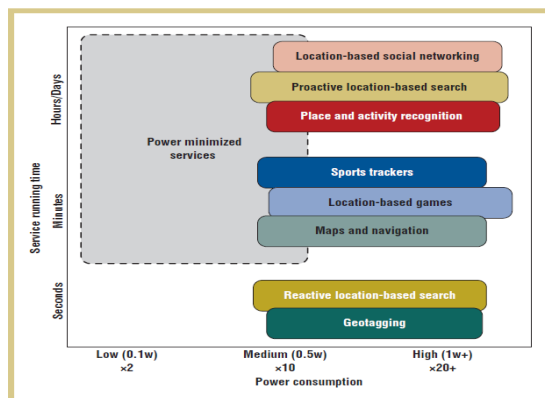 Location-based social networking
Proactive location-based search
Place and activity recognition
Power minimized
services
Sports trackers
Location-based games
Maps and navigation
Reactive location-based search
Geotagging
Service running time
Hours/Days
Minutes
Seconds
Low (0.1w)
×2
Medium (0.5w)
×10
High (1w+)
×20+
Power consumption